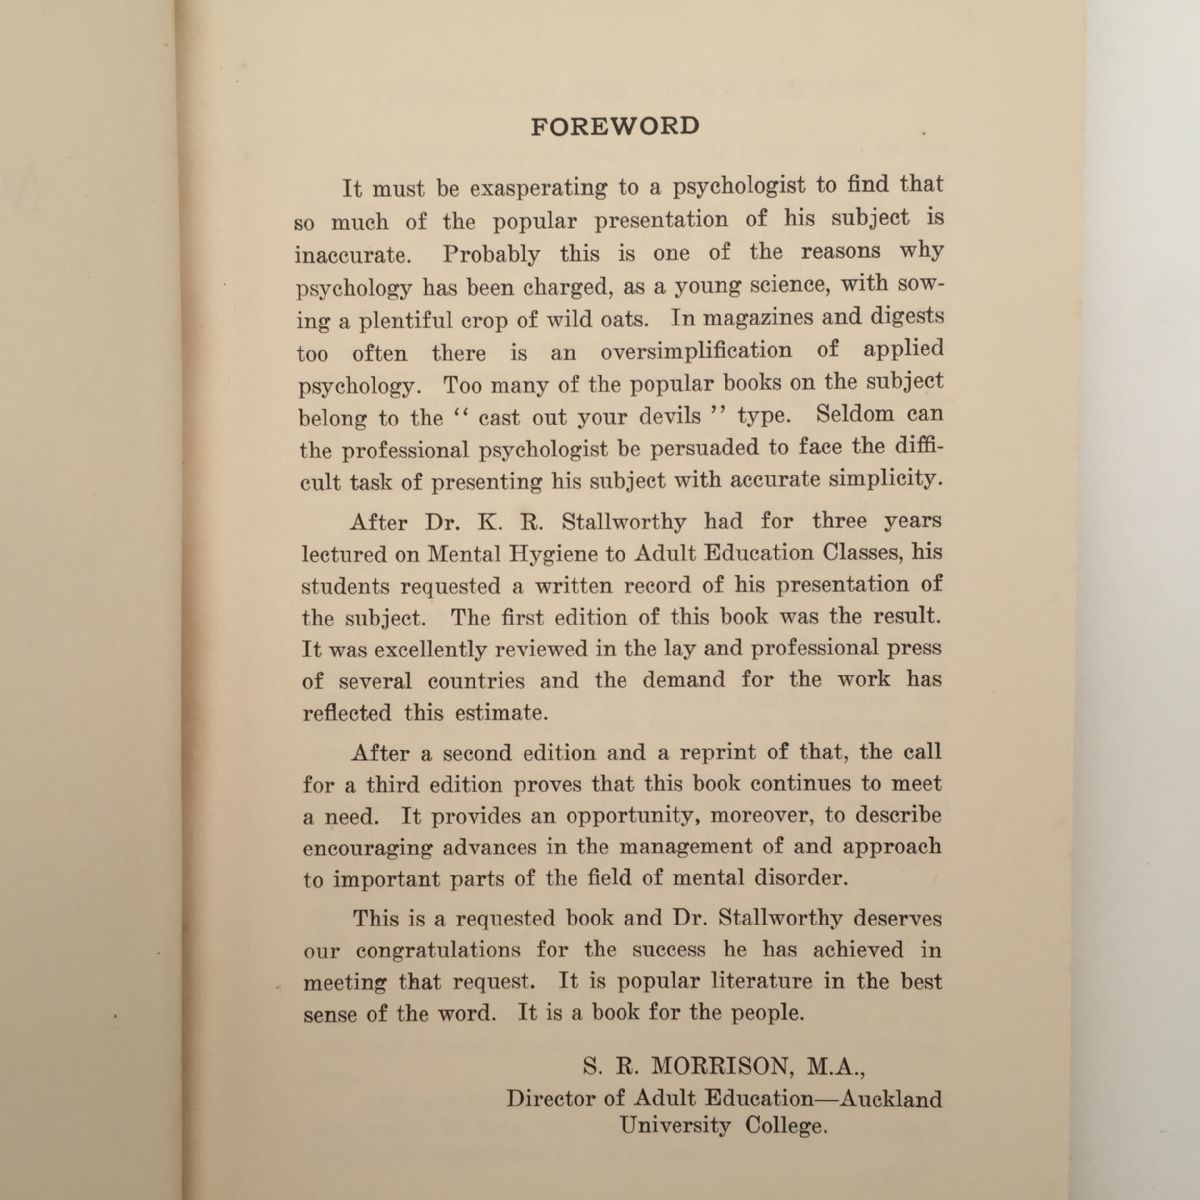 FOREWORD
It must be exasperating to a psychologist to find that
so much of the popular presentation of his subject is
inaccurate. Probably this is one of the reasons why
psychology has been charged, as a young science, with sow-
ing a plentiful crop of wild oats. In magazines and digests
too often there is an oversimplification of applied
psychology. Too many of the popular books on the subject
belong to the “ cast out your devils ” type. Seldom can
the professional psychologist be persuaded to face the diffi-
cult task of presenting his subject with accurate simplicity.
After Dr. K. R. Stallworthy had for three years
lectured on Mental Hygiene to Adult Education Classes, his
students requested a written record of his presentation of
the subject. The first edition of this book was the result.
It was excellently reviewed in the lay and professional press
of several countries and the demand for the work has
reflected this estimate.
After a second edition and a reprint of that, the call
for a third edition proves that this book continues to meet
a need. It provides an opportunity, moreover, to describe
encouraging advances in the management of and approach
to important parts of the field of mental disorder.
This is a requested book and Dr. Stallworthy deserves
our congratulations for the success he has achieved in
meeting that request. It is popular literature in the best
sense of the word. It is a book for the people.
S. R. MORRISON, M.A.,
Director of Adult Education—Auckland
University College.